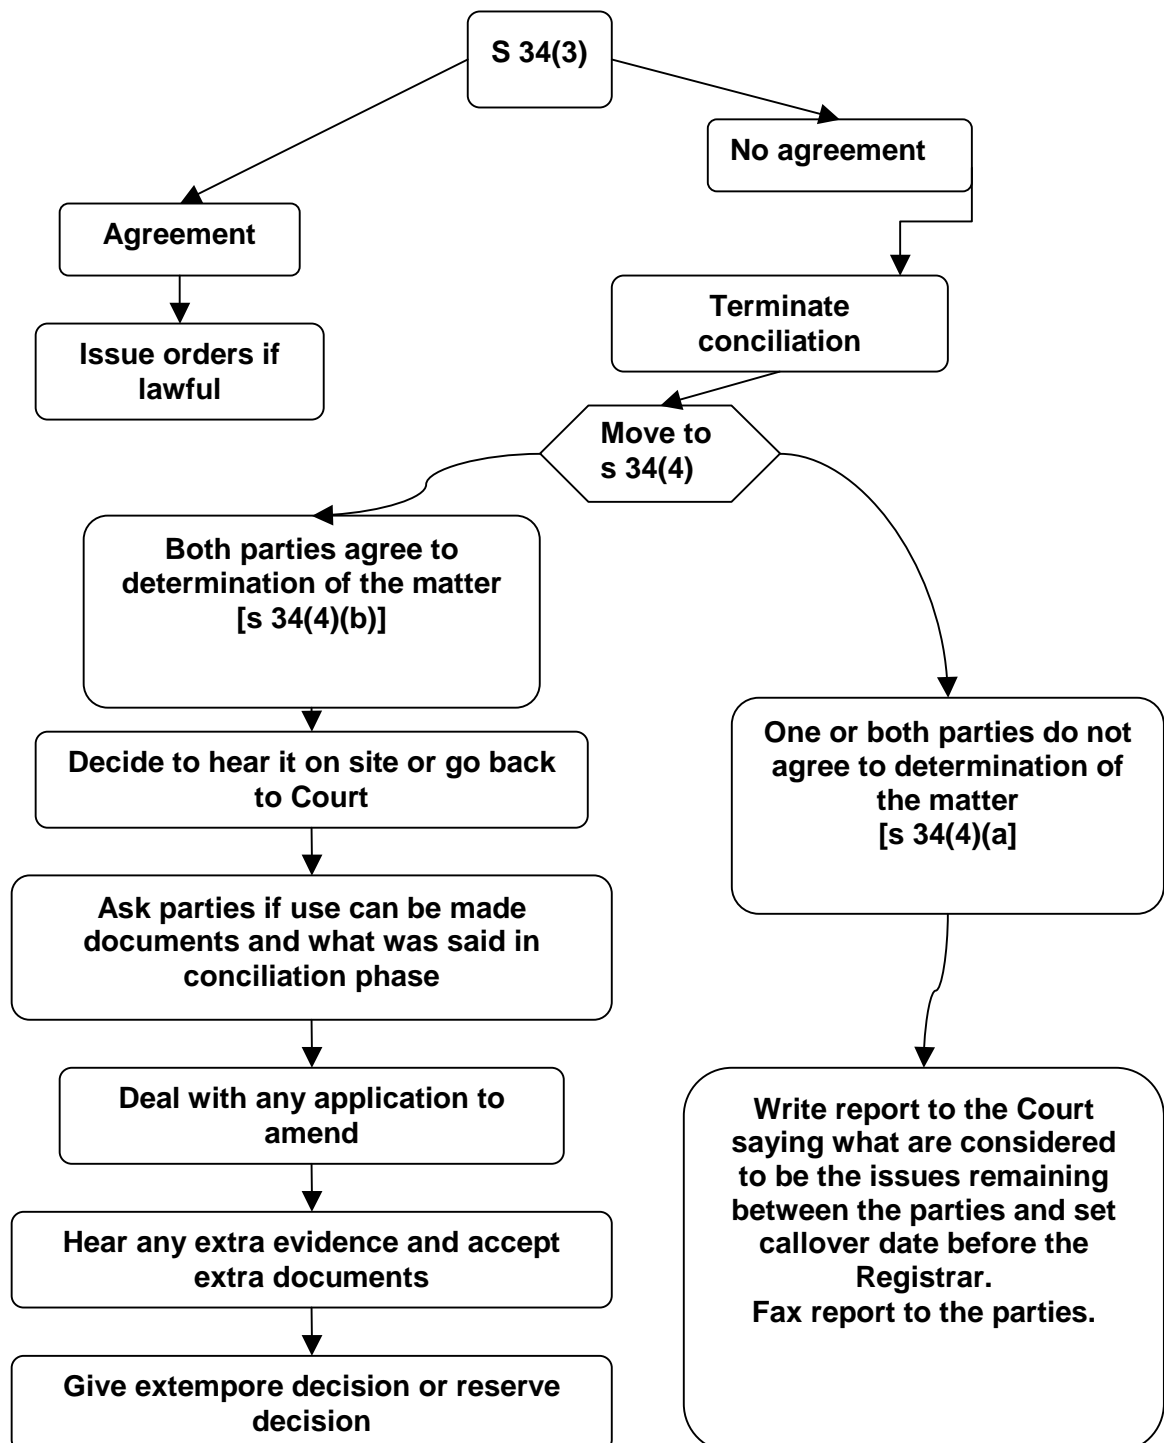 S 34(3)
No agreement
Agreement
Terminate
conciliation
Issue orders if
lawful
Move to
s 34(4)
Both parties agree to
determination of the matter
[s 34(4)(b)]
Decide to hear it on site or go back
to Court
One or both parties do not
agree to determination of
the matter
[s 34(4)(a]
Ask parties if use can be made
documents and what was said in
conciliation phase
Deal with any application to
amend
Write report to the Court
saying what are considered
to be the issues remaining
between the parties and set
callover date before the
Registrar.
Fax report to the parties.
Hear any extra evidence and accept
extra documents
Give extempore decision or reserve
decision